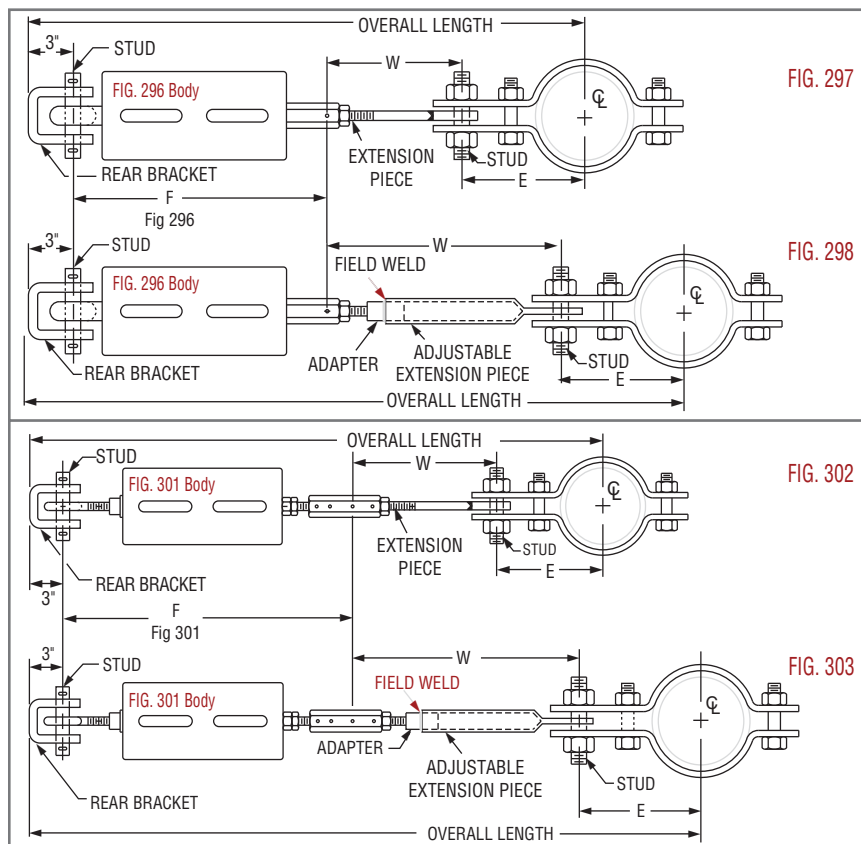 OVERALL LENGTH
3"
STUD
W
FIG. 297
FIG. 296 Body
℄
EXTENSION
PIECE
STUD
E
REAR BRACKET
F
Fig 296
3"
STUD
W
FIG. 298
FIELD WELD
FIG. 296 Body
℄
ADAPTER
ADJUSTABLE
EXTENSION PIECE
STUD
E
REAR BRACKET
OVERALL LENGTH
OVERALL LENGTH
STUD
W
FIG. 302
FIG. 301 Body
℄
EXTENSION
PIECE
STUD
E
REAR BRACKET
3"
F
Fig 301
3"
STUD
W
FIG. 303
FIELD WELD
FIG. 301 Body
℄
ADAPTER
ADJUSTABLE
EXTENSION PIECE
STUD
E
REAR BRACKET
OVERALL LENGTH